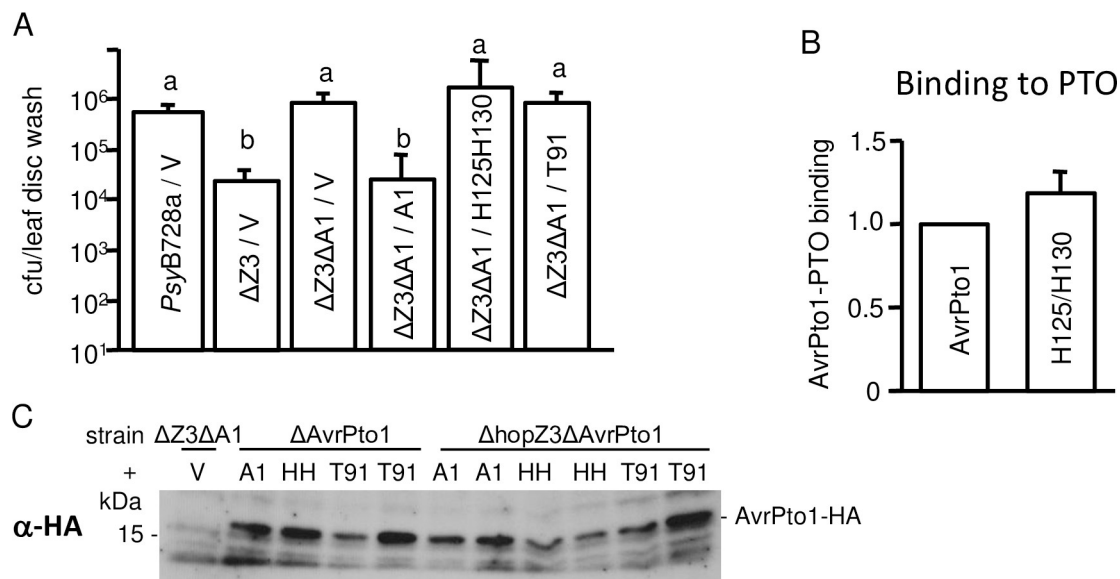 A
cfu/leaf disc wash
10⁶
10⁵
10⁴
10³
10²
10¹
a
b
a
b
a
a
PsyB728a / V
ΔZ3 / V
ΔZ3ΔA1 / V
ΔZ3ΔA1 / A1
ΔZ3ΔA1 / H125H130
ΔZ3ΔA1 / T91
B
Binding to PTO
AvrPto1-PTO binding
1.5
1.0
0.5
0
AvrPto1
H125/H130
C
strain ΔZ3ΔA1 ΔAvrPto1 ΔhopZ3ΔAvrPto1
+ V A1 HH T91 T91 A1 A1 HH HH T91 T91
kDa
α-HA 15 - - AvrPto1-HA